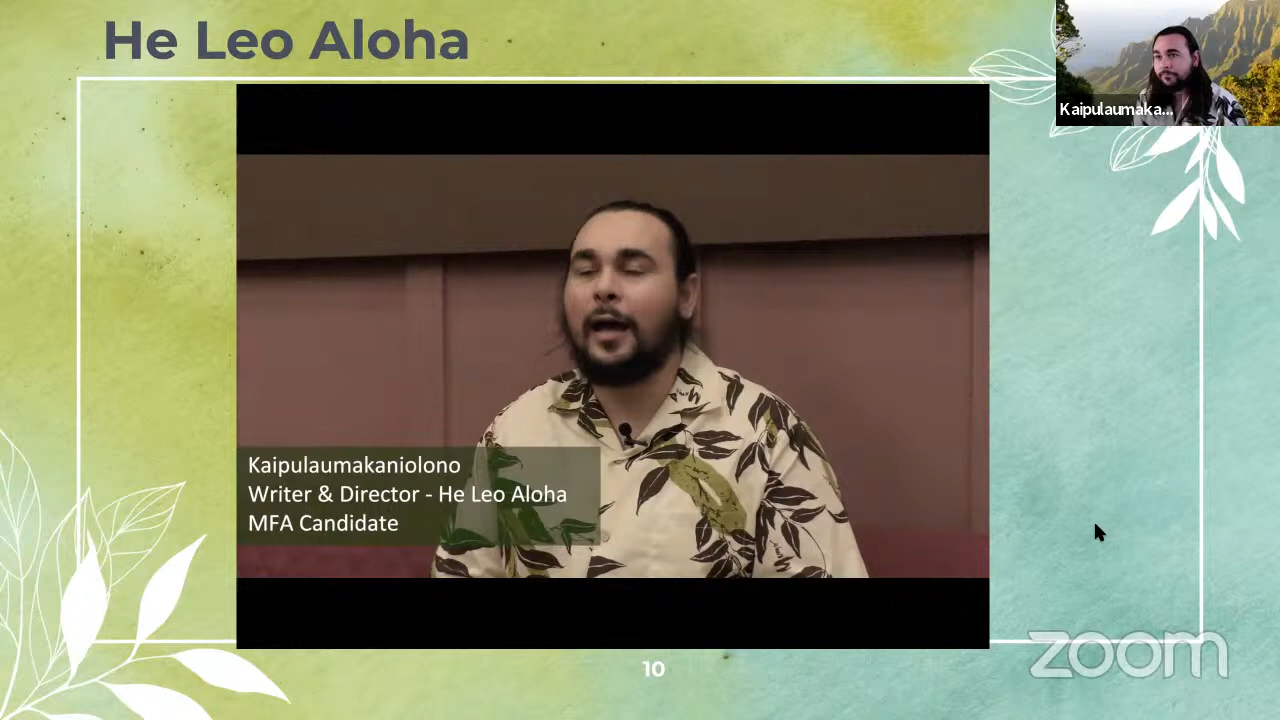 He Leo Aloha
Kaipulaumaka...
Kaipulaumakaniolono
Writer & Director - He Leo Aloha
MFA Candidate
10
zoom